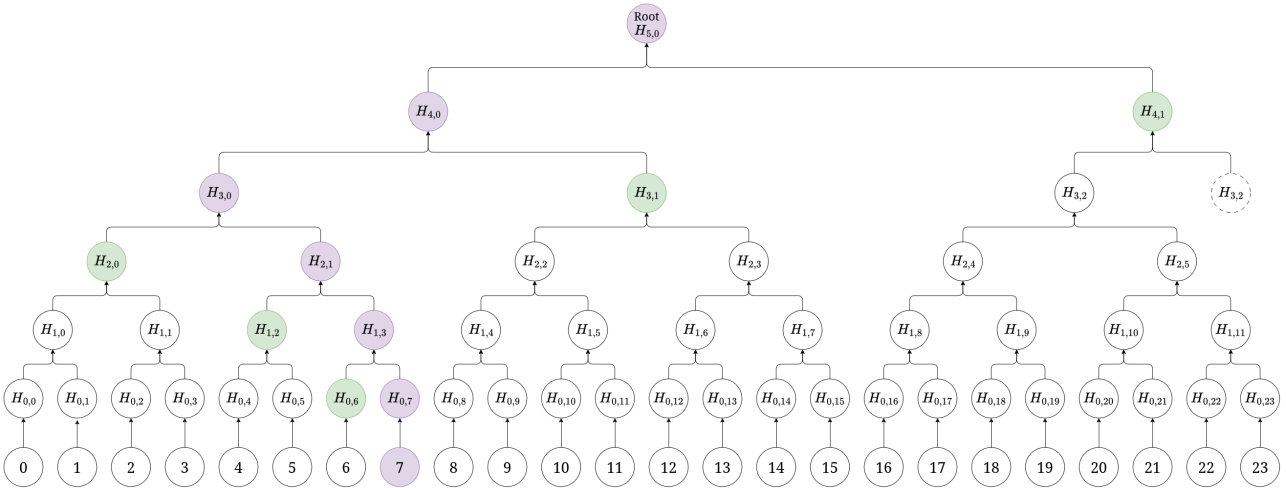 Root
H5,0
H4,0 H4,1
H3,0 H3,1 H3,2 H3,2
H2,0 H2,1 H2,2 H2,3 H2,4 H2,5
H1,0 H1,1 H1,2 H1,3 H1,4 H1,5 H1,6 H1,7 H1,8 H1,9 H1,10 H1,11
H0,0 H0,1 H0,2 H0,3 H0,4 H0,5 H0,6 H0,7 H0,8 H0,9 H0,10 H0,11 H0,12 H0,13 H0,14 H0,15 H0,16 H0,17 H0,18 H0,19 H0,20 H0,21 H0,22 H0,23
0 1 2 3 4 5 6 7 8 9 10 11 12 13 14 15 16 17 18 19 20 21 22 23